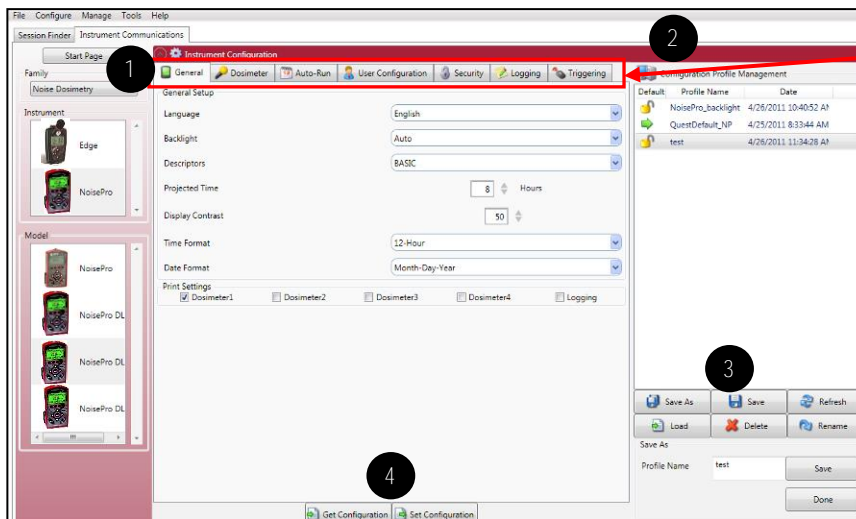 File Configure Manage Tools Help
Session Finder Instrument Communications
Start Page
Family
Noise Dosimetry
Instrument
Edge
NoisePro
Model
NoisePro
NoisePro DL
NoisePro DL
NoisePro DL
1
2
Instrument Configuration
General Dosimeter Auto-Run User Configuration Security Logging Triggering
General Setup
Language English
Backlight Auto
Descriptors BASIC
Projected Time 8 Hours
Display Contrast 50
Time Format 12-Hour
Date Format Month-Day-Year
Print Settings
Dosimeter1 Dosimeter2 Dosimeter3 Dosimeter4 Logging
4
Get Configuration Set Configuration
Configuration Profile Management
Default Profile Name Date
NoisePro_backlight 4/26/2011 10:40:52 AM
QuestDefault_NP 4/25/2011 8:33:44 AM
test 4/26/2011 11:34:28 AM
3
Save As Save Refresh
Load Delete Rename
Save As
Profile Name test Save
Done